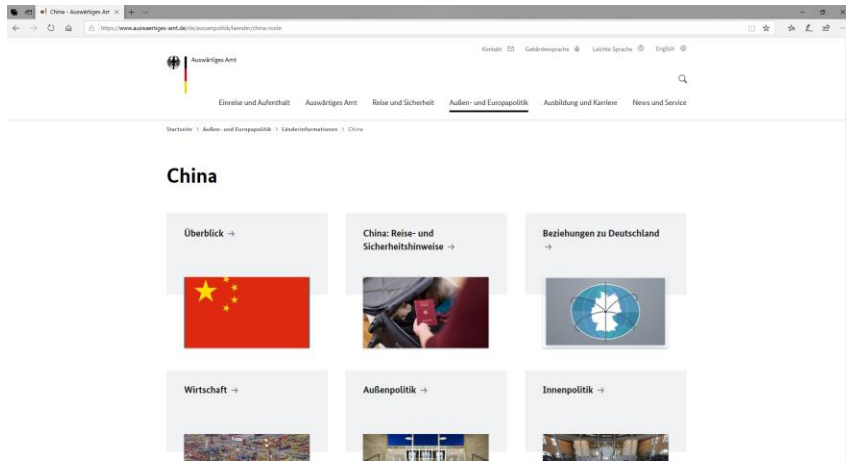 China - Auswärtiges Am
https://www.auswaertiges-amt.de/de/aussenpolitik/laender/china-node
Kontakt Gebärdensprache Leichte Sprache English
Auswärtiges Amt
Einreise und Aufenthalt Auswärtiges Amt Reise und Sicherheit Außen- und Europapolitik Ausbildung und Karriere News und Service
Startseite > Außen- und Europapolitik > Länderinformationen > China
China
Überblick →
China: Reise- und
Sicherheitshinweise →
Beziehungen zu Deutschland
→
Wirtschaft →
Außenpolitik →
Innenpolitik →